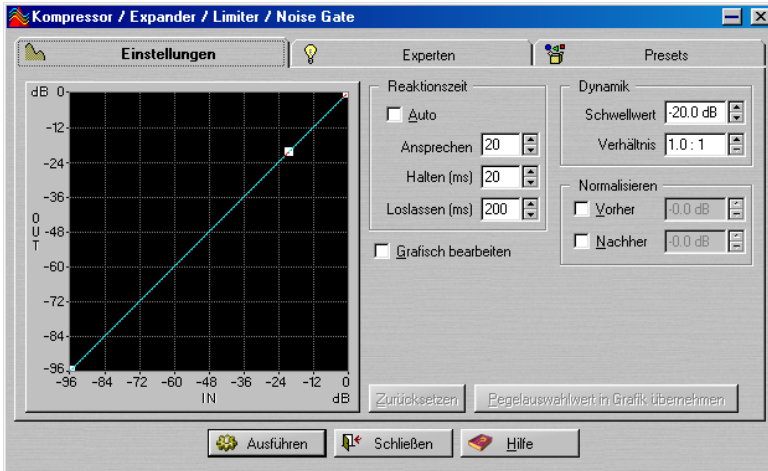 Kompressor / Expander / Limiter / Noise Gate
Einstellungen
Experten
Presets
dB 0
-12
-24
-36
-48
-60
-72
-84
-96
OUT
-96 -84 -72 -60 -48 -36 -24 -12 0
IN
dB
Reaktionszeit
Auto
Ansprechen 20
Halten (ms) 20
Loslassen (ms) 200
Grafisch bearbeiten
Dynamik
Schwellwert -20.0 dB
Verhältnis 1.0 : 1
Normalisieren
Vorher -0.0 dB
Nachher -0.0 dB
Zurücksetzen
Pegelauswahlwert in Grafik übernehmen
Ausführen
Schließen
Hilfe